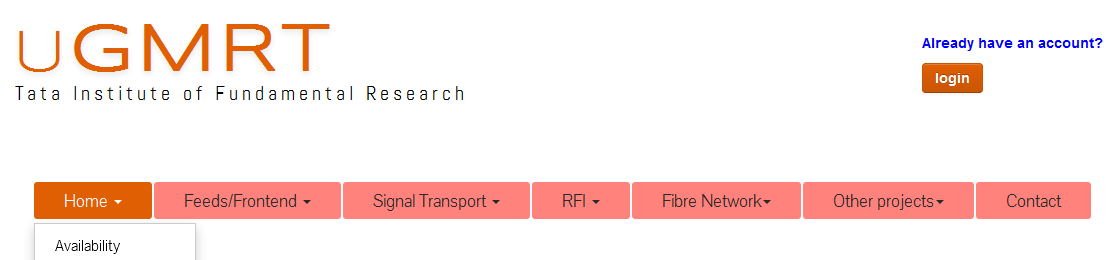 uGMRT
Already have an account?
login
Tata Institute of Fundamental Research
Home Feeds/Frontend Signal Transport RFI Fibre Network Other projects Contact
Availability